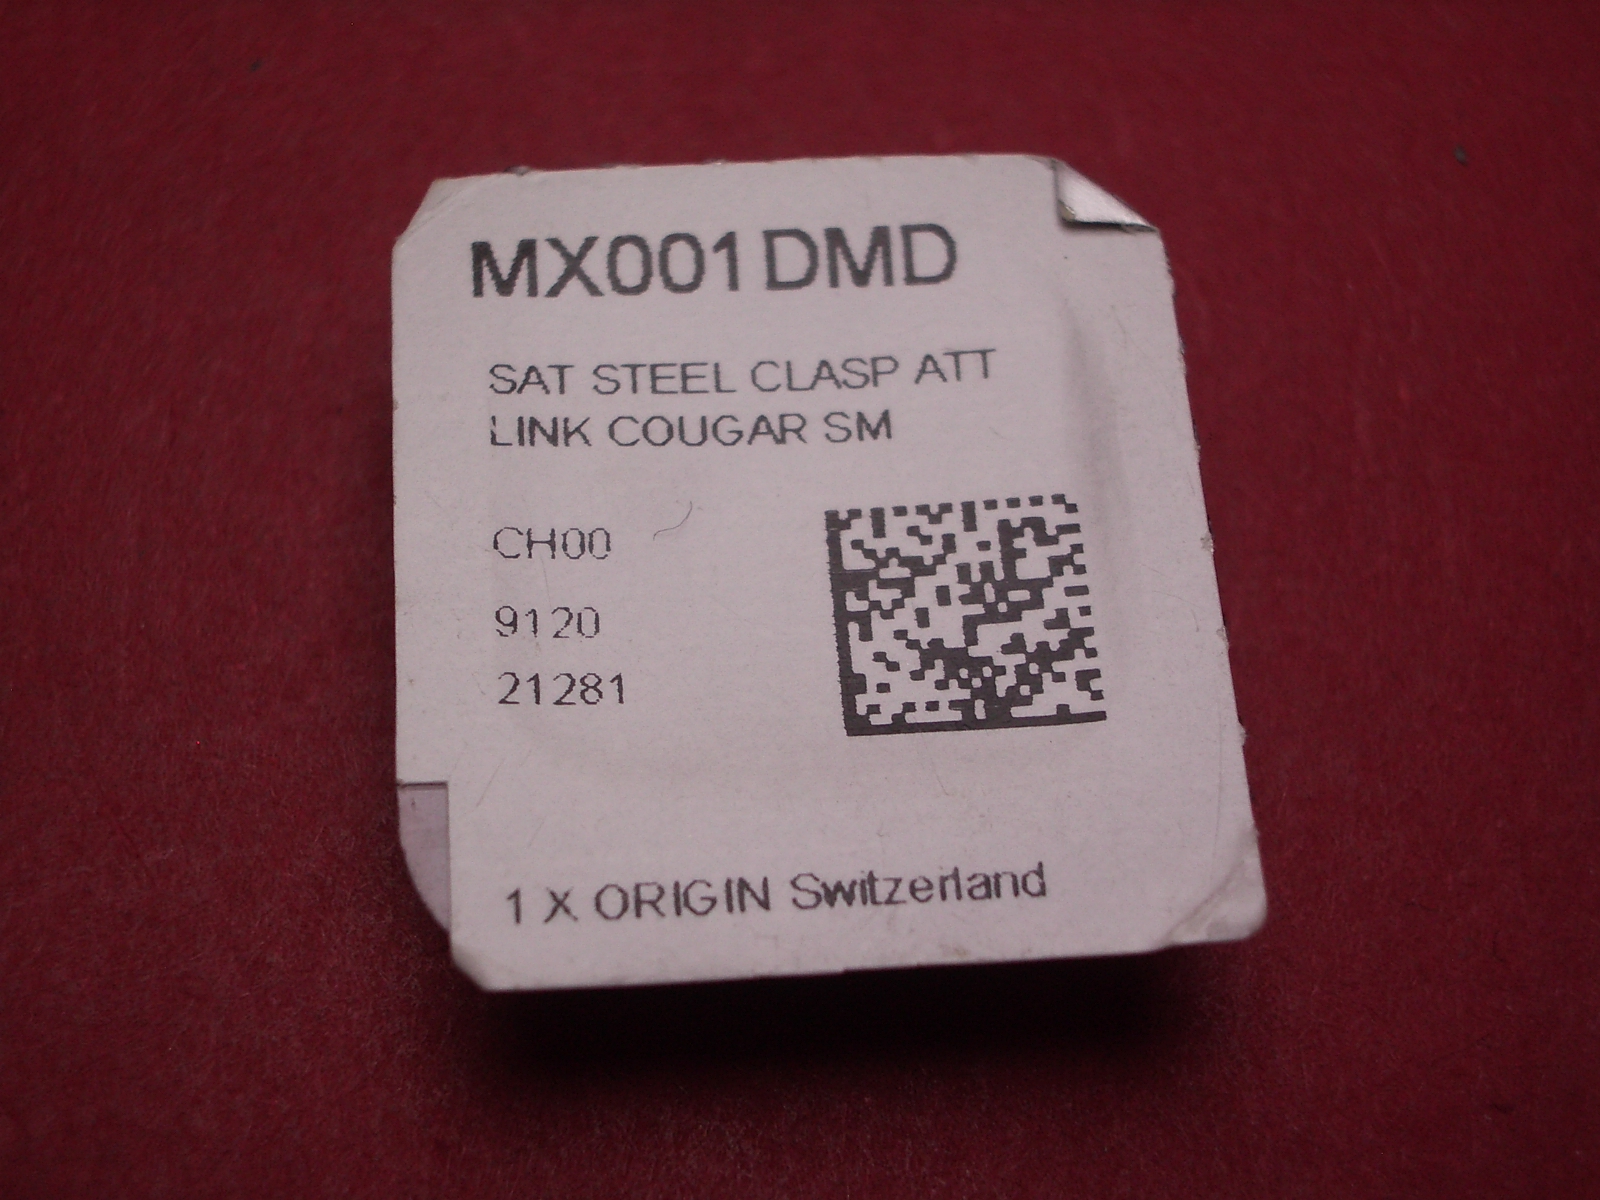 MX001DMD
SAT STEEL CLASP ATT
LINK COUGAR SM
CH00
9120
21281
1 X ORIGIN Switzerland